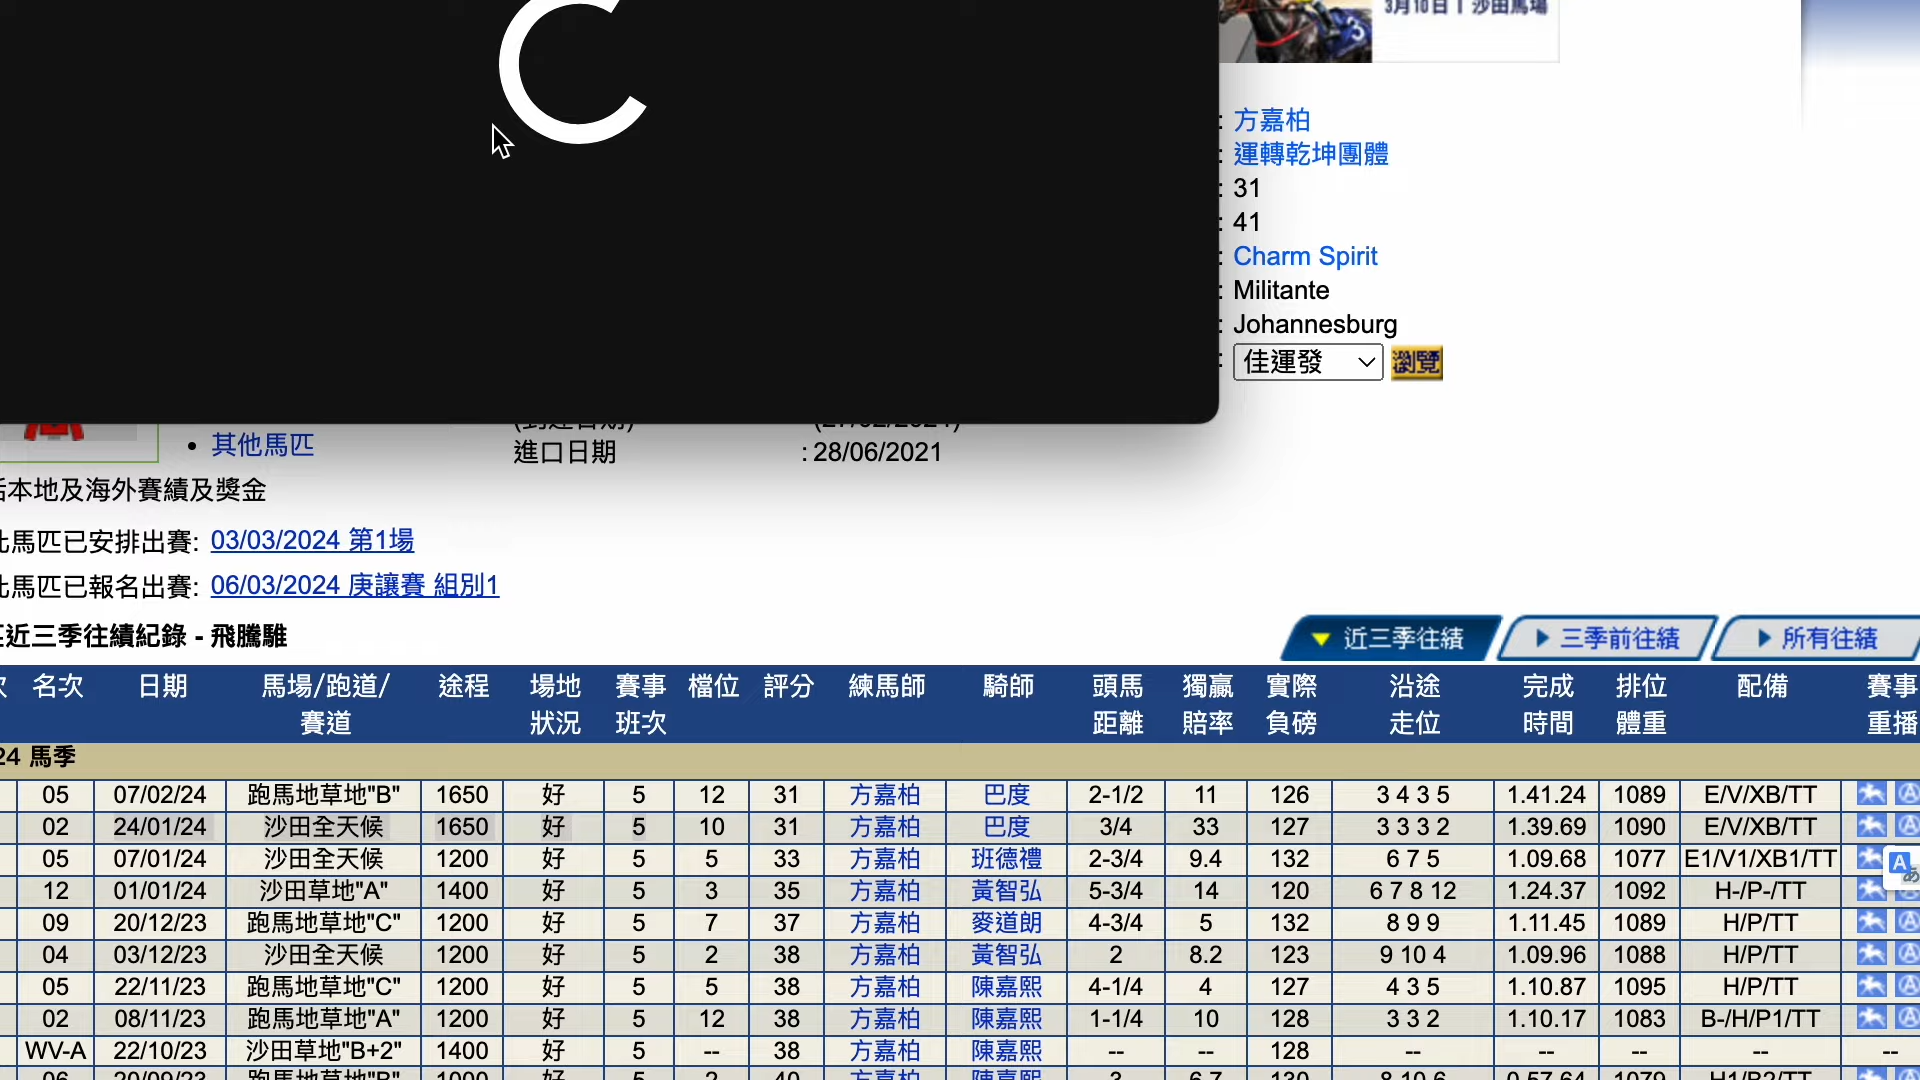 3月10日 | 沙田馬場
3
: 方嘉柏
: 運轉乾坤團體
: 31
: 41
: Charm Spirit
: Militante
: Johannesburg
: 佳運發 瀏覽
• 其他馬匹
進口日期 : 28/06/2021
本地及海外賽績及獎金
馬匹已安排出賽: 03/03/2024 第1場
馬匹已報名出賽: 06/03/2024 庚讓賽 組別1
近三季往績紀錄 - 飛騰騅
近三季往績 三季前往績 所有往績
名次 日期 馬場/跑道/賽道 途程 場地狀況 賽事班次 檔位 評分 練馬師 騎師 頭馬距離 獨贏賠率 實際負磅 沿途走位 完成時間 排位體重 配備 賽事重播
24 馬季
05 07/02/24 跑馬地草地"B" 1650 好 5 12 31 方嘉柏 巴度 2-1/2 11 126 3 4 3 5 1.41.24 1089 E/V/XB/TT
02 24/01/24 沙田全天候 1650 好 5 10 31 方嘉柏 巴度 3/4 33 127 3 3 3 2 1.39.69 1090 E/V/XB/TT
05 07/01/24 沙田全天候 1200 好 5 5 33 方嘉柏 班德禮 2-3/4 9.4 132 6 7 5 1.09.68 1077 E1/V1/XB1/TT
12 01/01/24 沙田草地"A" 1400 好 5 3 35 方嘉柏 黃智弘 5-3/4 14 120 6 7 8 12 1.24.37 1092 H-/P-/TT
09 20/12/23 跑馬地草地"C" 1200 好 5 7 37 方嘉柏 麥道朗 4-3/4 5 132 8 9 9 1.11.45 1089 H/P/TT
04 03/12/23 沙田全天候 1200 好 5 2 38 方嘉柏 黃智弘 2 8.2 123 9 10 4 1.09.96 1088 H/P/TT
05 22/11/23 跑馬地草地"C" 1200 好 5 5 38 方嘉柏 陳嘉熙 4-1/4 4 127 4 3 5 1.10.87 1095 H/P/TT
02 08/11/23 跑馬地草地"A" 1200 好 5 12 38 方嘉柏 陳嘉熙 1-1/4 10 128 3 3 2 1.10.17 1083 B-/H/P1/TT
WV-A 22/10/23 沙田草地"B+2" 1400 好 5 -- 38 方嘉柏 陳嘉熙 -- -- 128 -- -- -- -- --